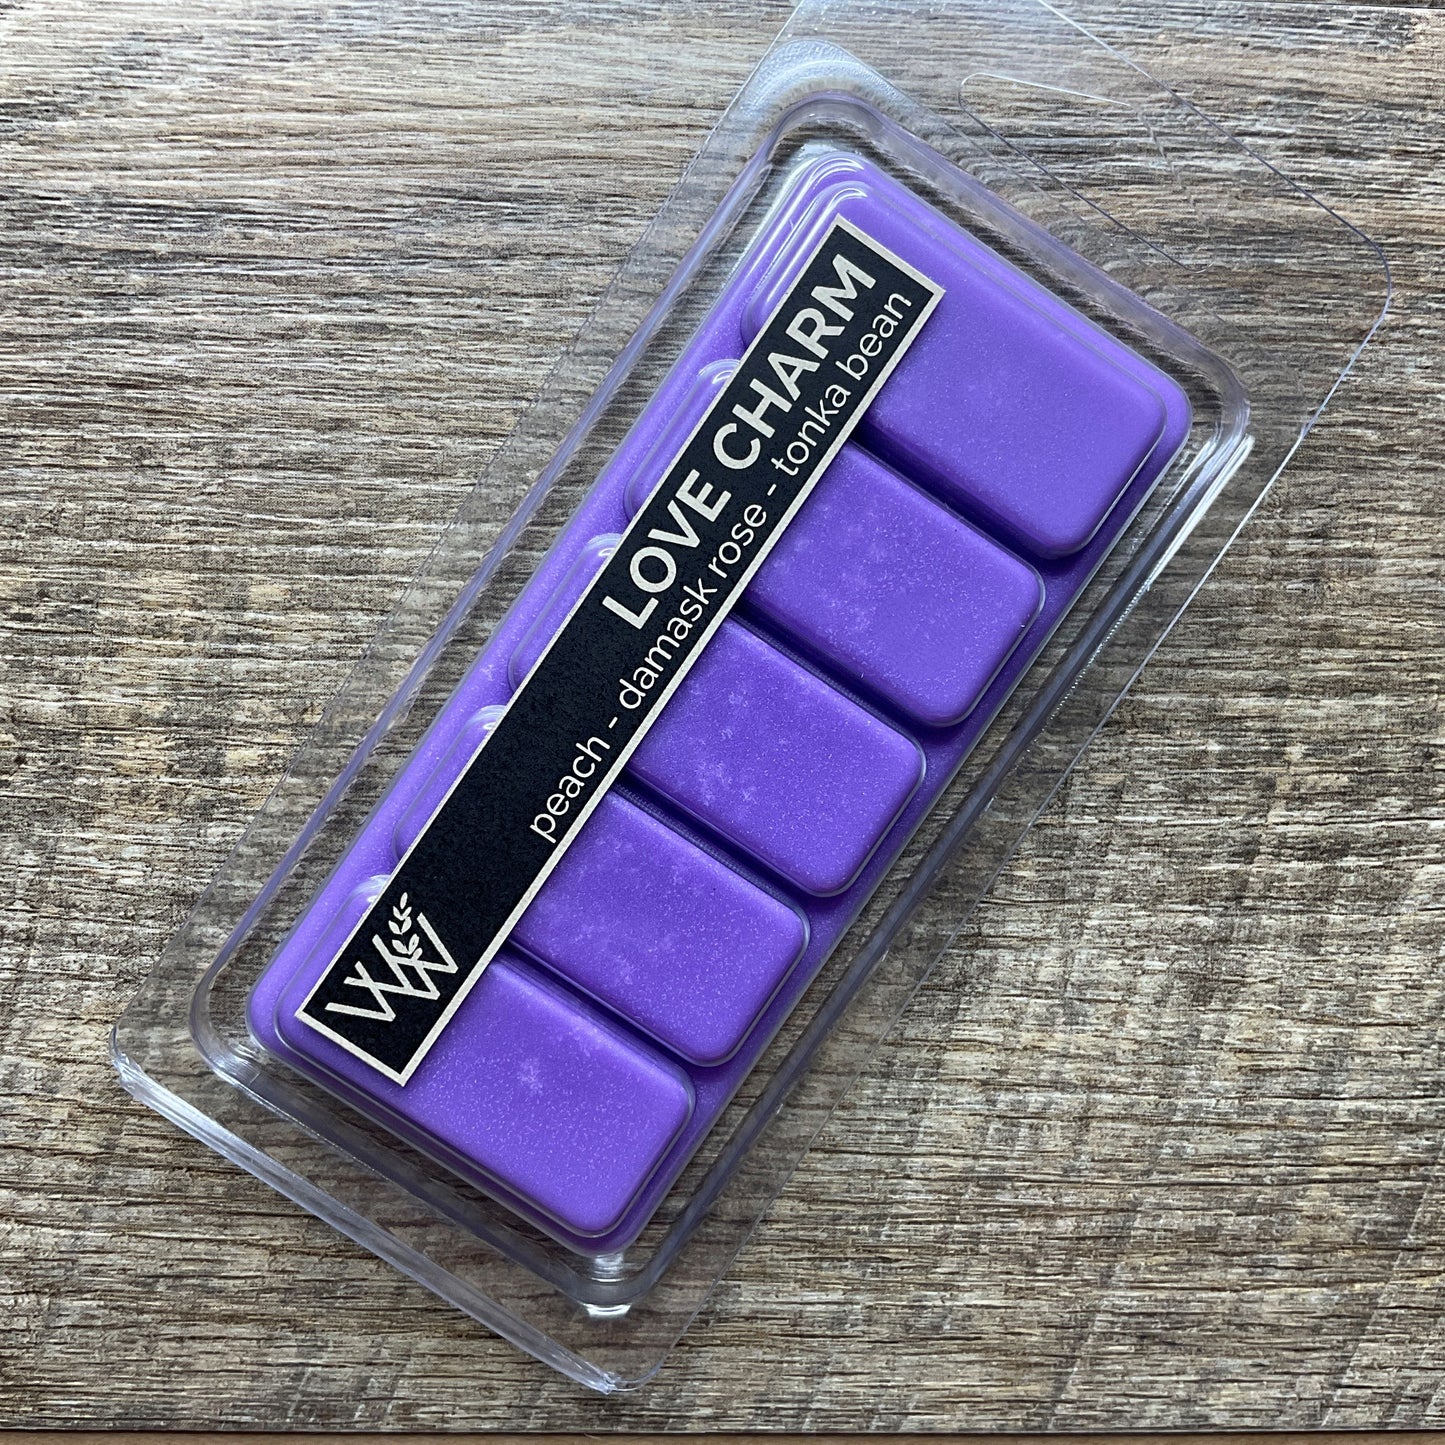 LOVE CHARM
peach - damask rose - tonka bean
W